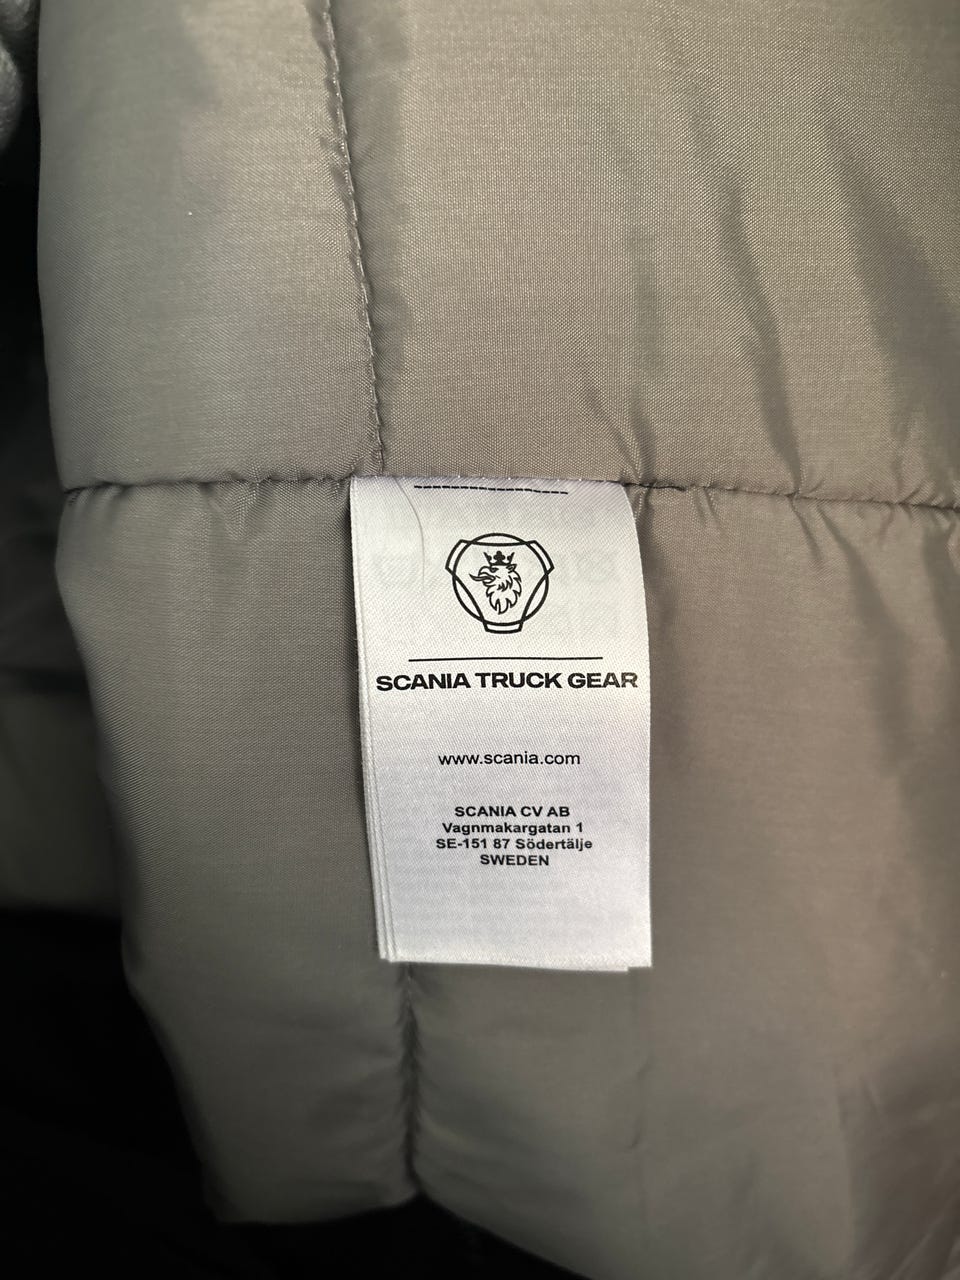 SCANIA TRUCK GEAR
www.scania.com
SCANIA CV AB
Vagnmakargatan 1
SE-151 87 Södertälje
SWEDEN